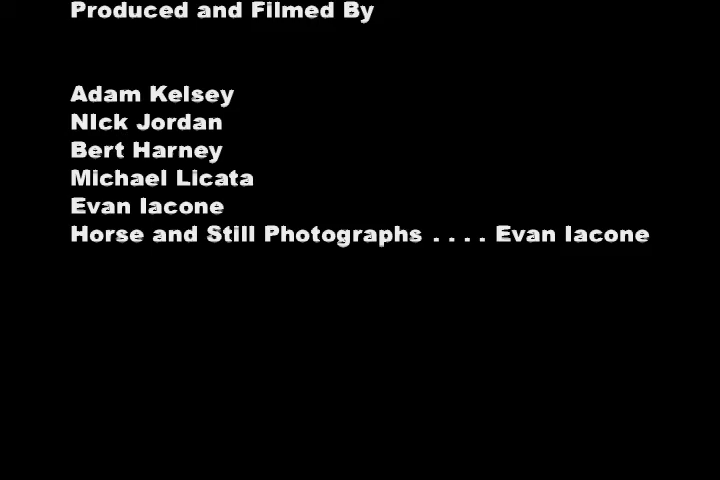 Produced and Filmed By
Adam Kelsey
NIck Jordan
Bert Harney
Michael Licata
Evan Iacone
Horse and Still Photographs . . . . Evan Iacone